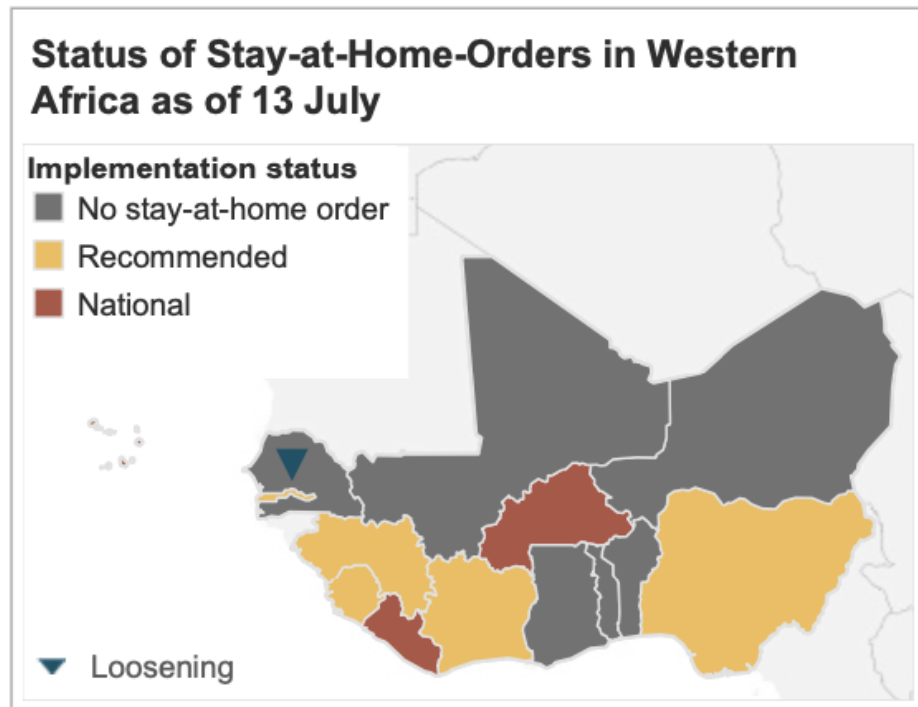 Status of Stay-at-Home-Orders in Western
Africa as of 13 July
Implementation status
No stay-at-home order
Recommended
National
Loosening